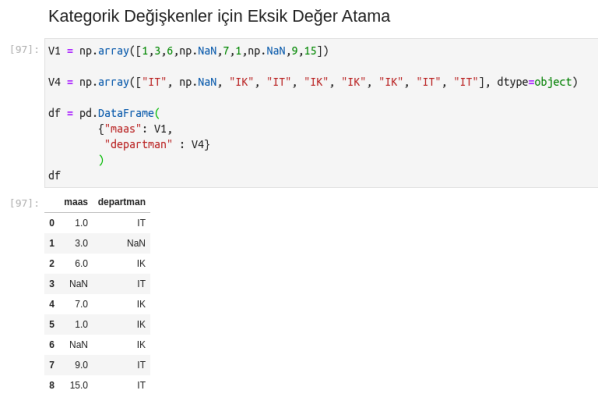 Kategorik Değişkenler için Eksik Değer Atama
[97]: V1 = np.array([1,3,6,np.NaN,7,1,np.NaN,9,15])
V4 = np.array(["IT", np.NaN, "IK", "IT", "IK", "IK", "IK", "IT", "IT"], dtype=object)
df = pd.DataFrame(
{"maas": V1,
"departman" : V4}
)
df
[97]: maas departman
0 1.0 IT
1 3.0 NaN
2 6.0 IK
3 NaN IT
4 7.0 IK
5 1.0 IK
6 NaN IK
7 9.0 IT
8 15.0 IT